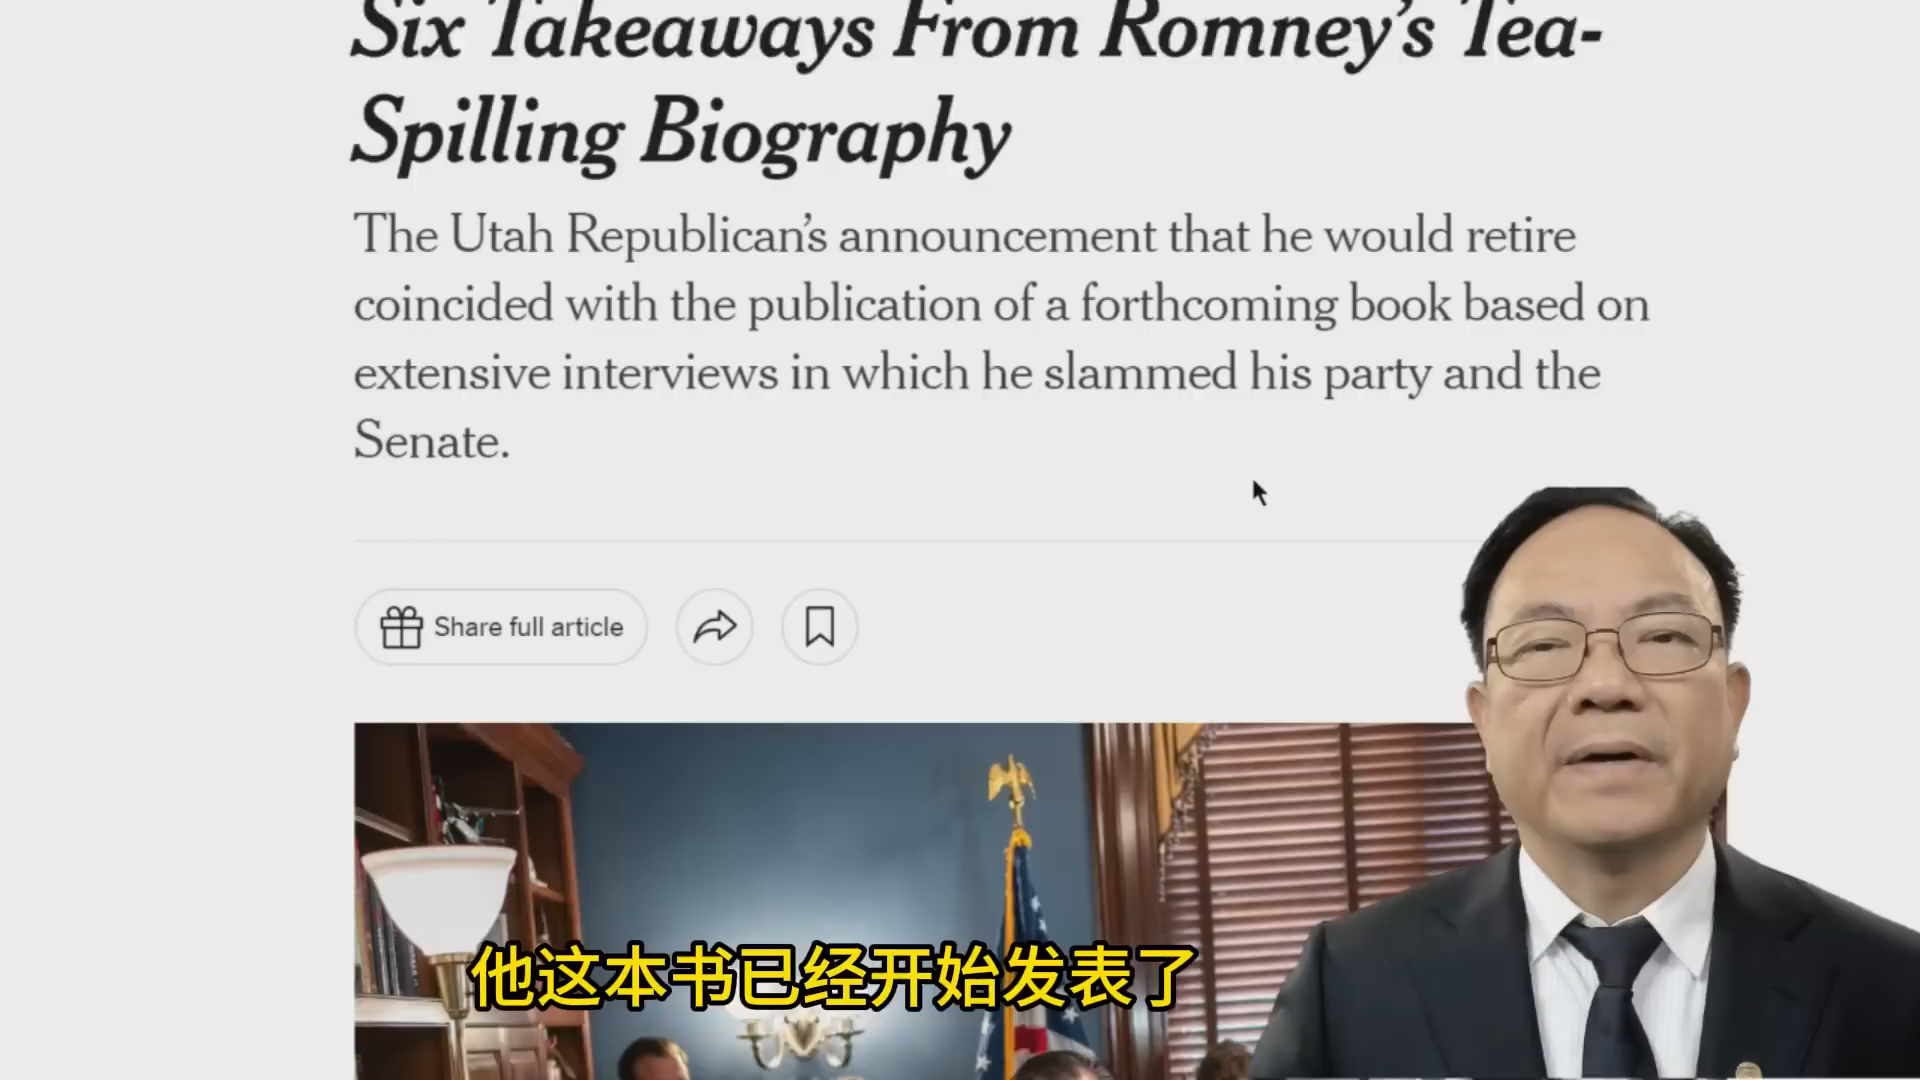 Six Takeaways From Romney's Tea-
Spilling Biography
The Utah Republican's announcement that he would retire
coincided with the publication of a forthcoming book based on
extensive interviews in which he slammed his party and the
Senate.
Share full article
他这本书已经开始发表了